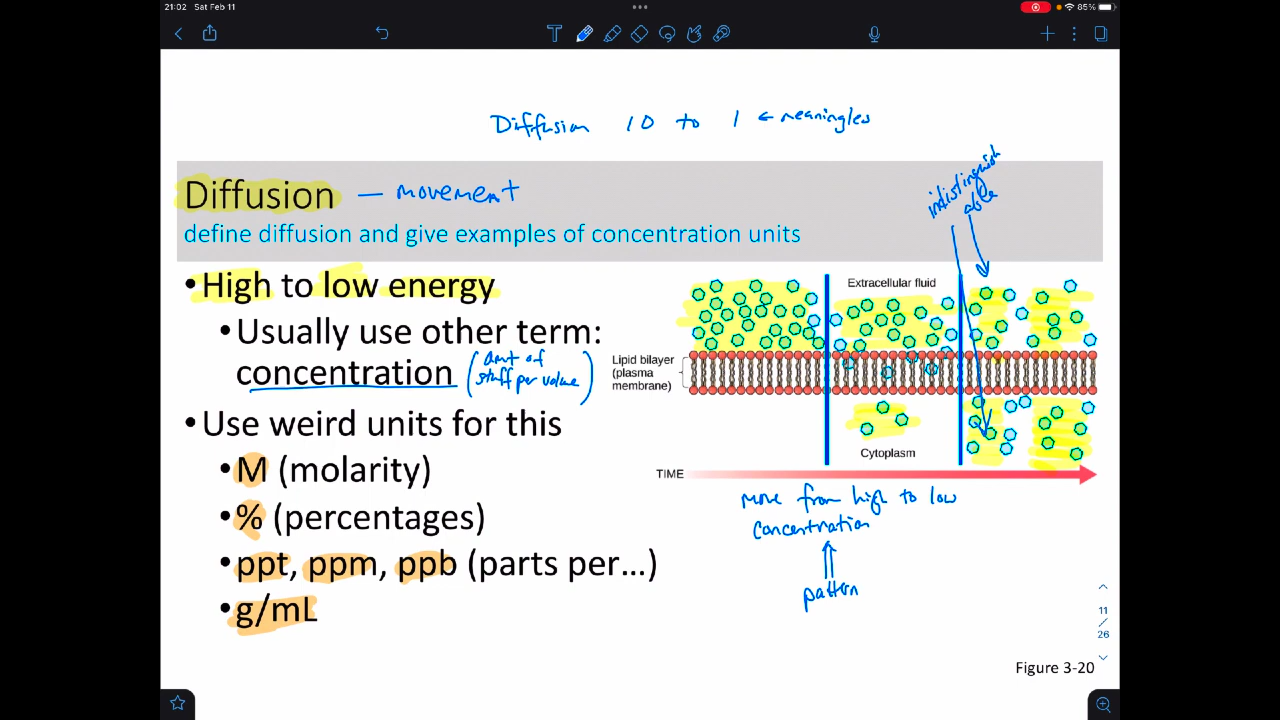 21:02 Sat Feb 11
85%
T
Diffusion 10 to 1 ← meaningles
Diffusion — movement
define diffusion and give examples of concentration units
indistinguish
able
•High to low energy
•Usually use other term:
concentration (amt of
stuff per volume)
•Use weird units for this
•M (molarity)
•% (percentages)
•ppt, ppm, ppb (parts per...)
•g/mL
Extracellular fluid
Lipid bilayer
(plasma
membrane)
Cytoplasm
TIME
move from high to low
concentration
pattern
11
/
26
Figure 3-20